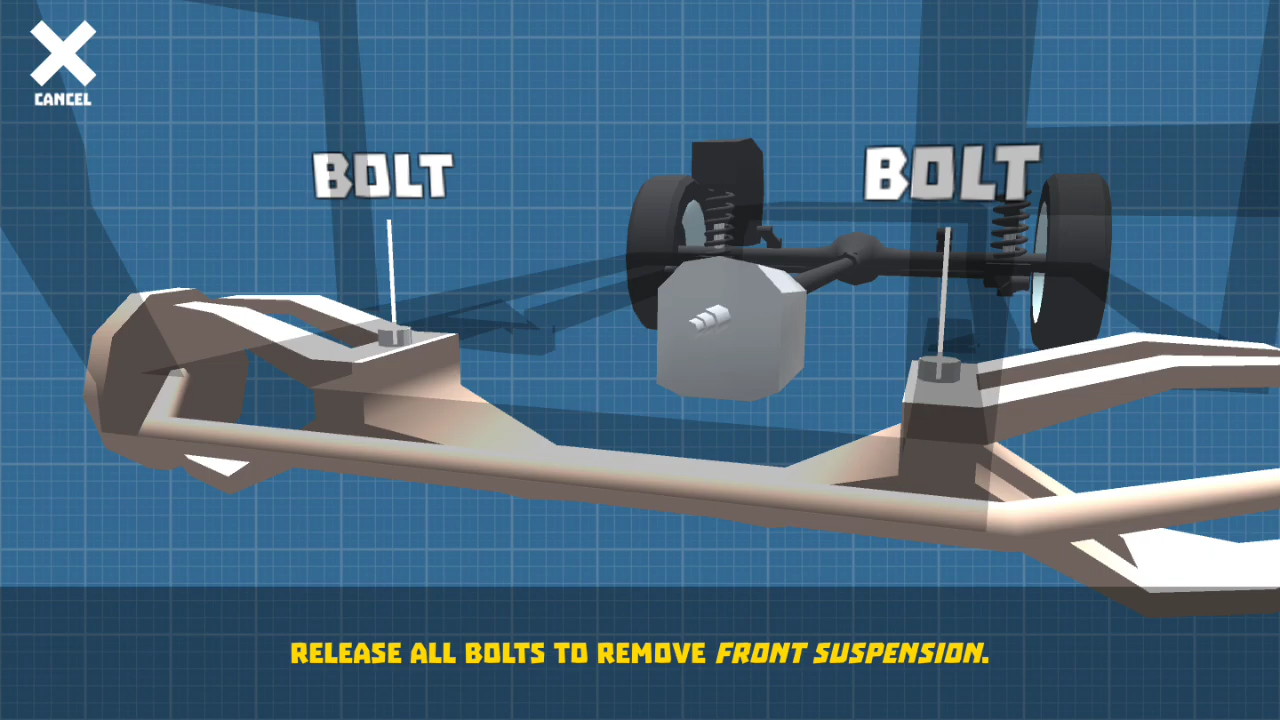 CANCEL
BOLT
BOLT
RELEASE ALL BOLTS TO REMOVE FRONT SUSPENSION.